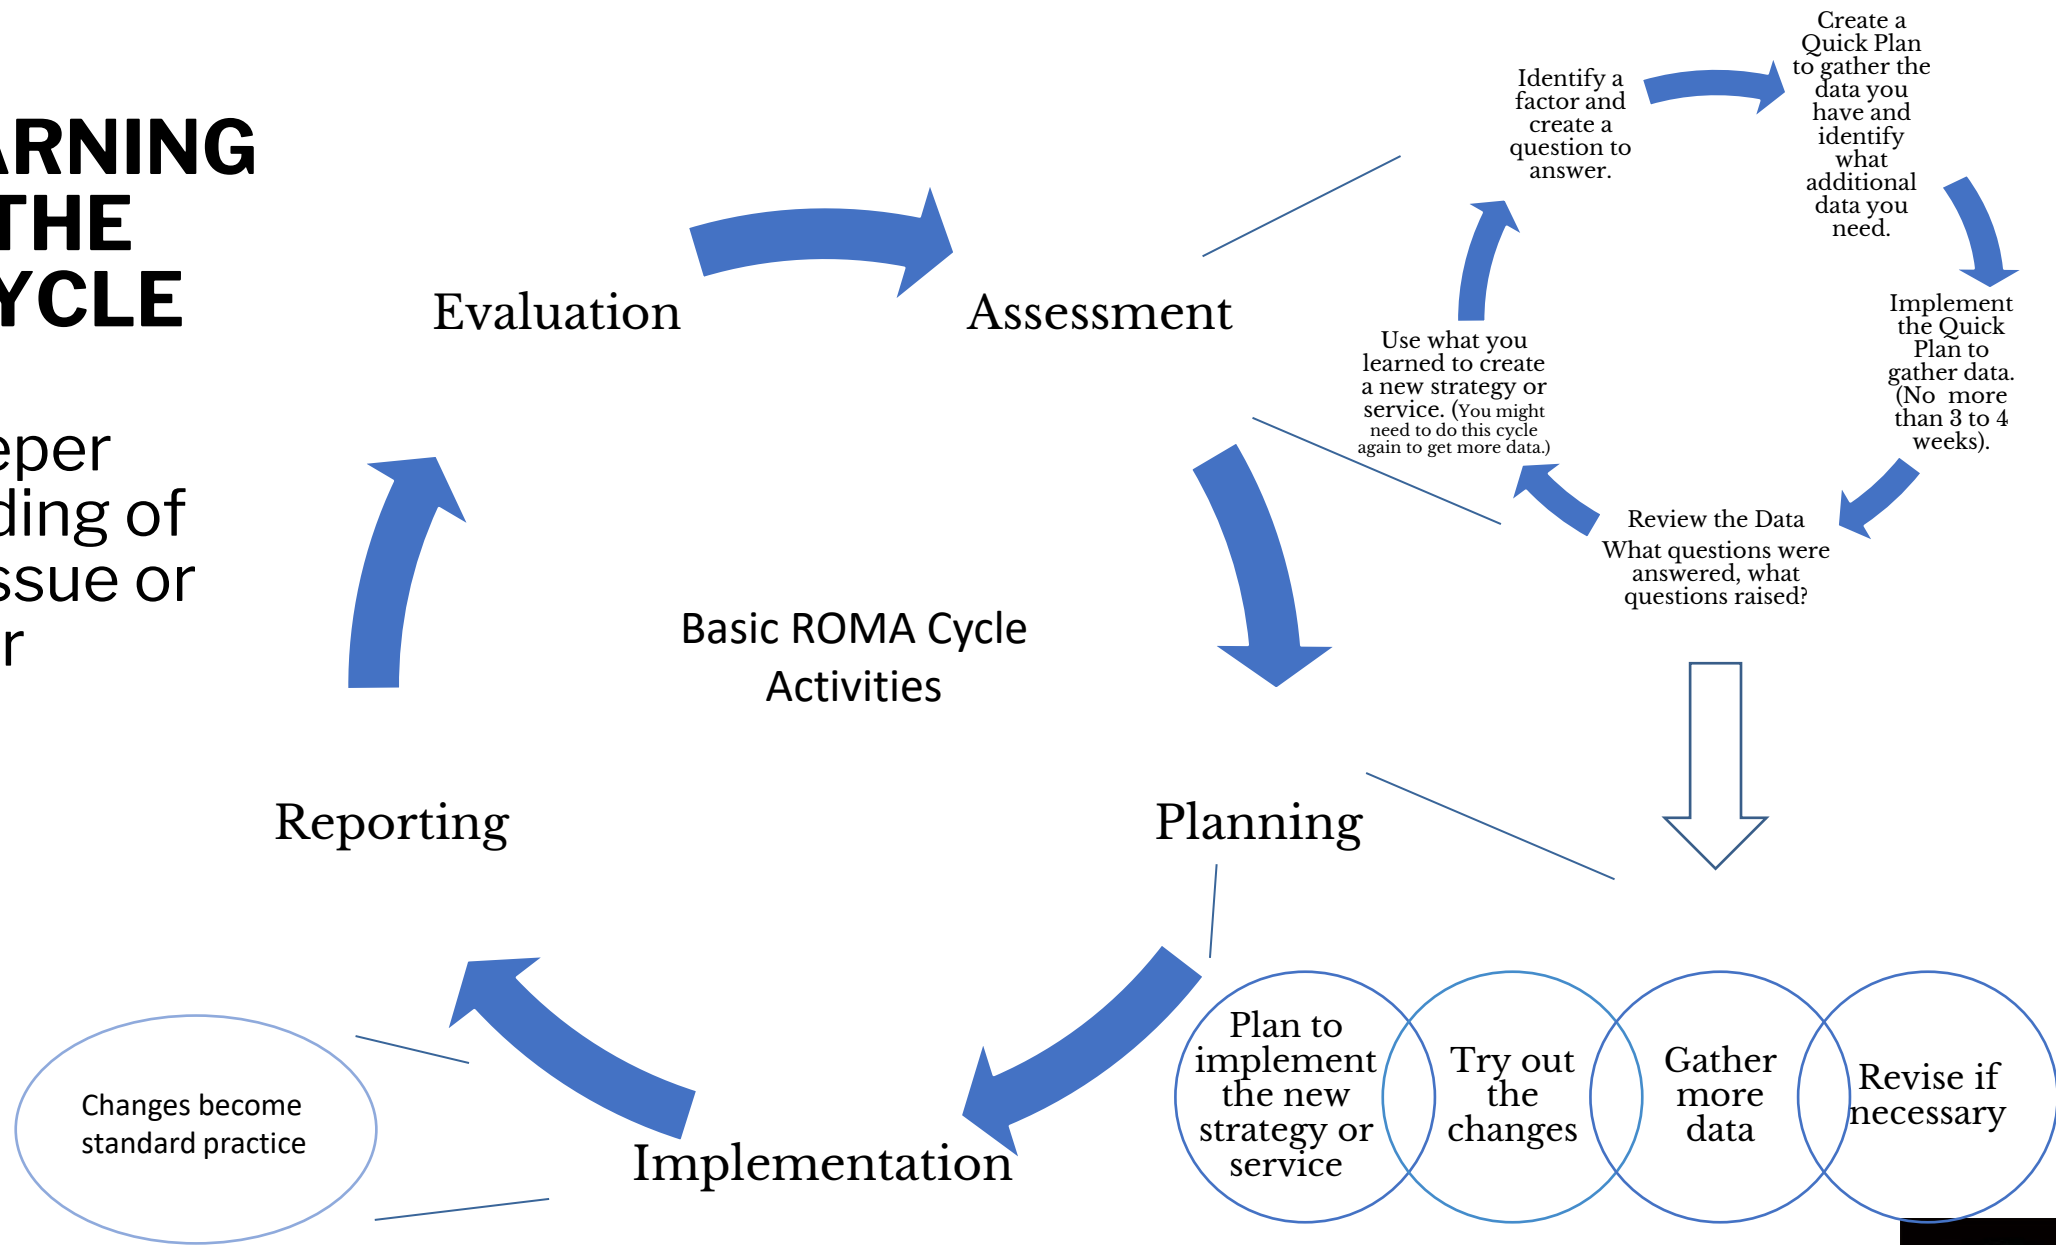 ARNING
THE
YCLE
eper
ding of
ssue or
r
Evaluation
Assessment
Planning
Implementation
Reporting
Basic ROMA Cycle
Activities
Identify a
factor and
create a
question to
answer.
Create a
Quick Plan
to gather the
data you
have and
identify
what
additional
data you
need.
Implement
the Quick
Plan to
gather data.
(No more
than 3 to 4
weeks).
Review the Data
What questions were
answered, what
questions raised?
Use what you
learned to create
a new strategy or
service. (You might
need to do this cycle
again to get more data.)
Plan to
implement
the new
strategy or
service
Try out
the
changes
Gather
more
data
Revise if
necessary
Changes become
standard practice